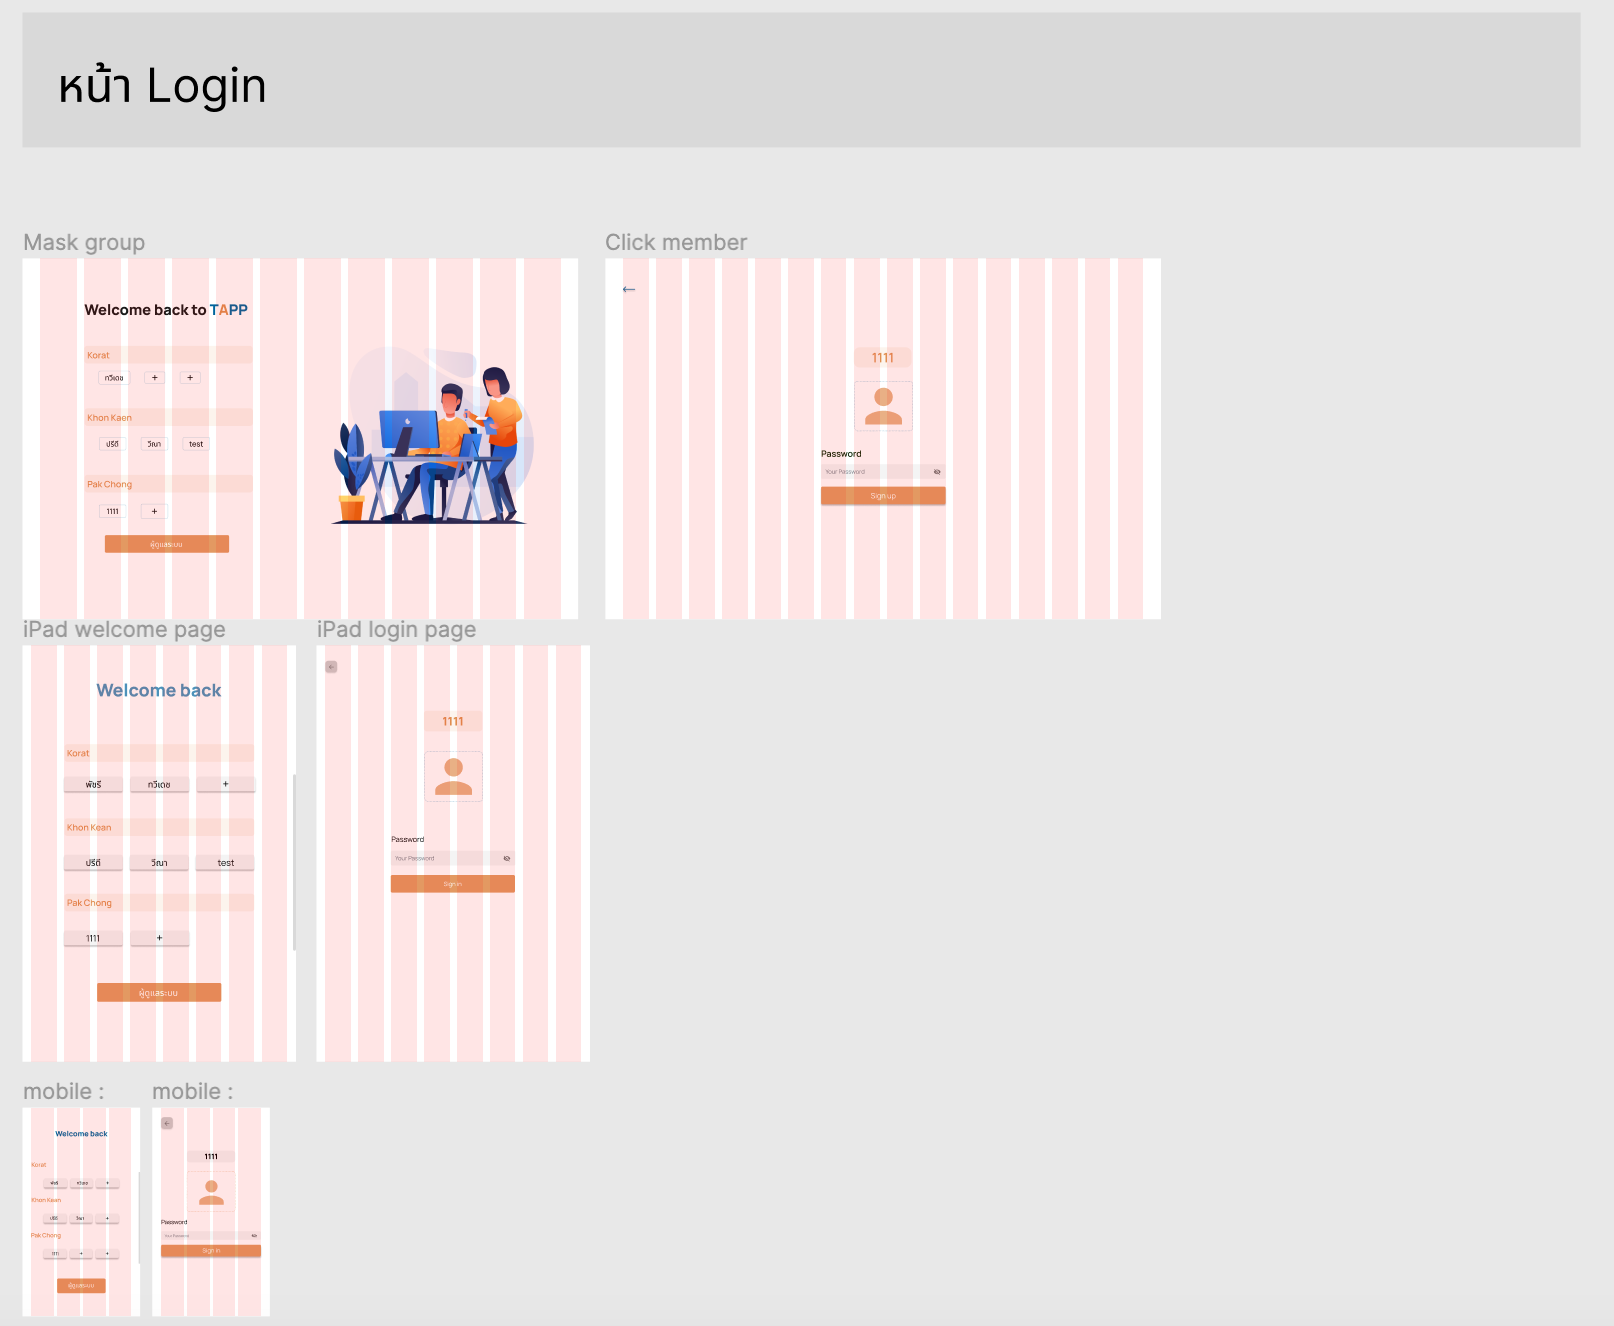 หน้า Login
Mask group
Welcome back to TAPP
Korat
ทวีเดช + +
Khon Kaen
ปรีดี วีณา test
Pak Chong
1111 +
ผู้ดูแลระบบ
Click member
←
1111
Password
Your Password
Sign up
iPad welcome page
Welcome back
Korat
พัชรี ทวีเดช +
Khon Kean
ปรีดี วีณา test
Pak Chong
1111 +
ผู้ดูแลระบบ
iPad login page
←
1111
Password
Your Password
Sign in
mobile :
Welcome back
Korat
พัชรี ทวีเดช +
Khon Kean
ปรีดี วีณา +
Pak Chong
1111 + +
ผู้ดูแลระบบ
mobile :
←
1111
Password
Your Password
Sign in